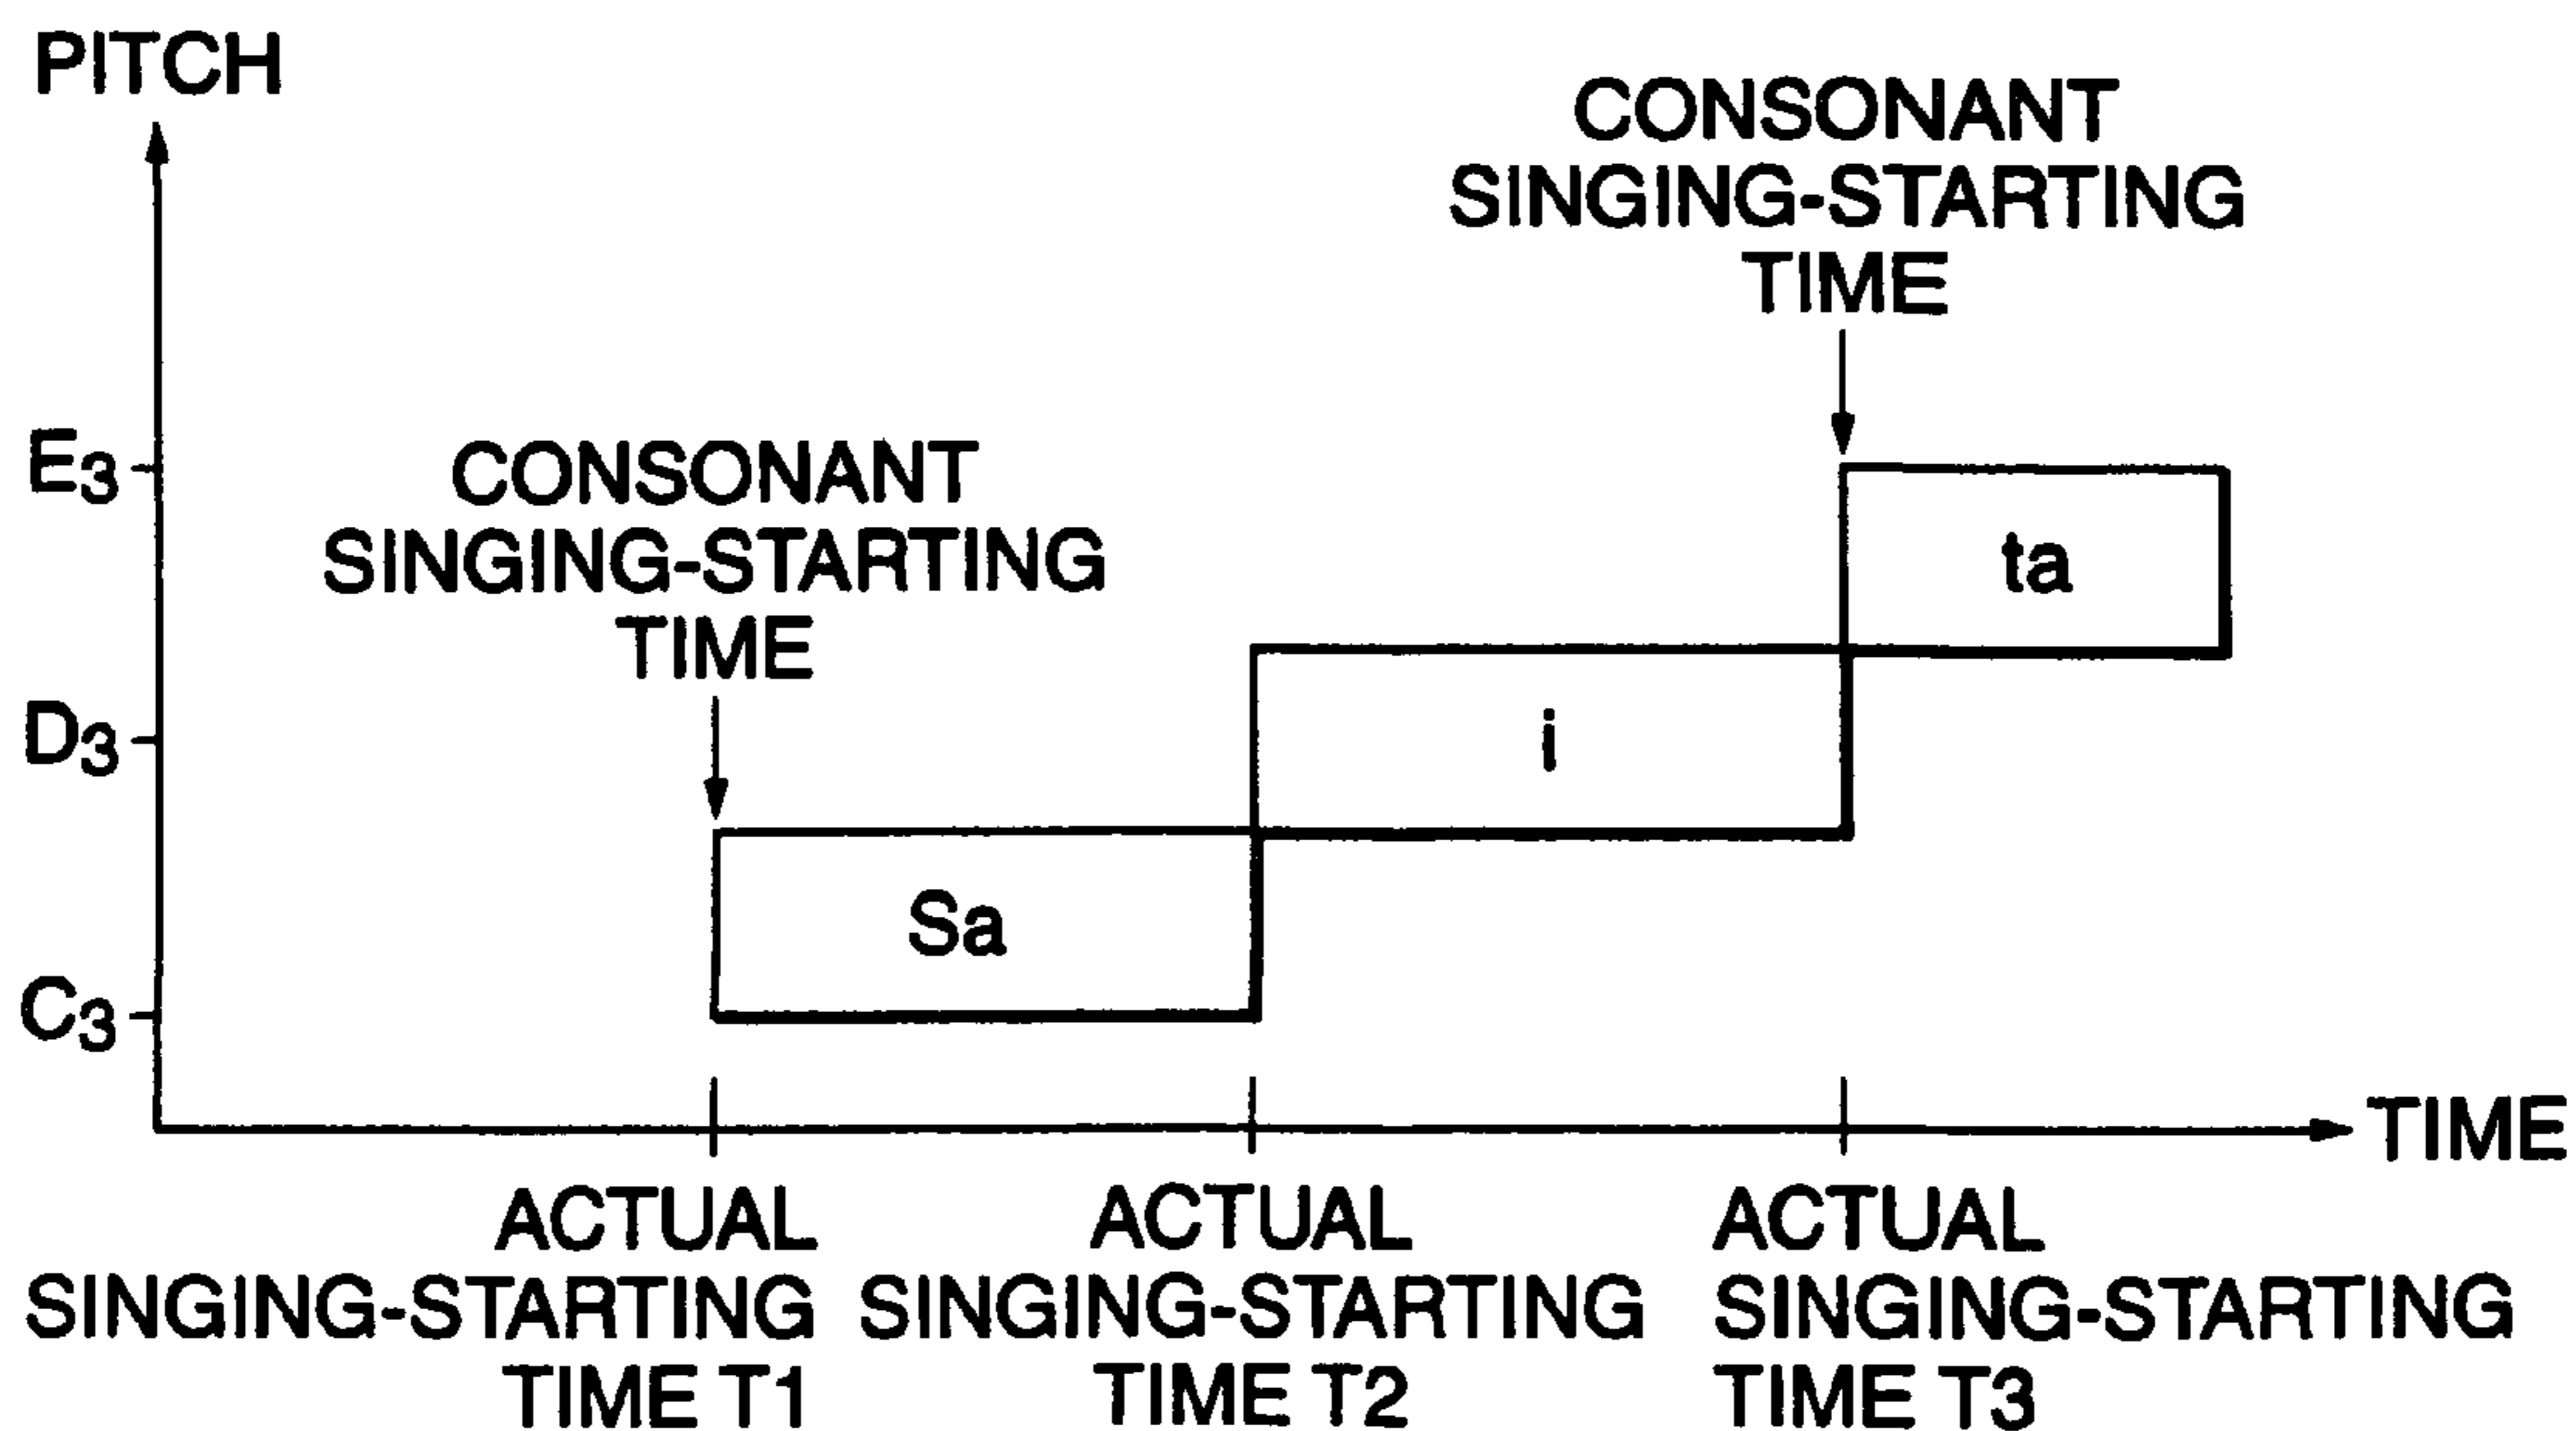 PITCH
CONSONANT
SINGING-STARTING
TIME
E3
ta
CONSONANT
SINGING-STARTING
TIME
D3
i
Sa
C3
TIME
ACTUAL
SINGING-STARTING
TIME T1
ACTUAL
SINGING-STARTING
TIME T2
ACTUAL
SINGING-STARTING
TIME T3